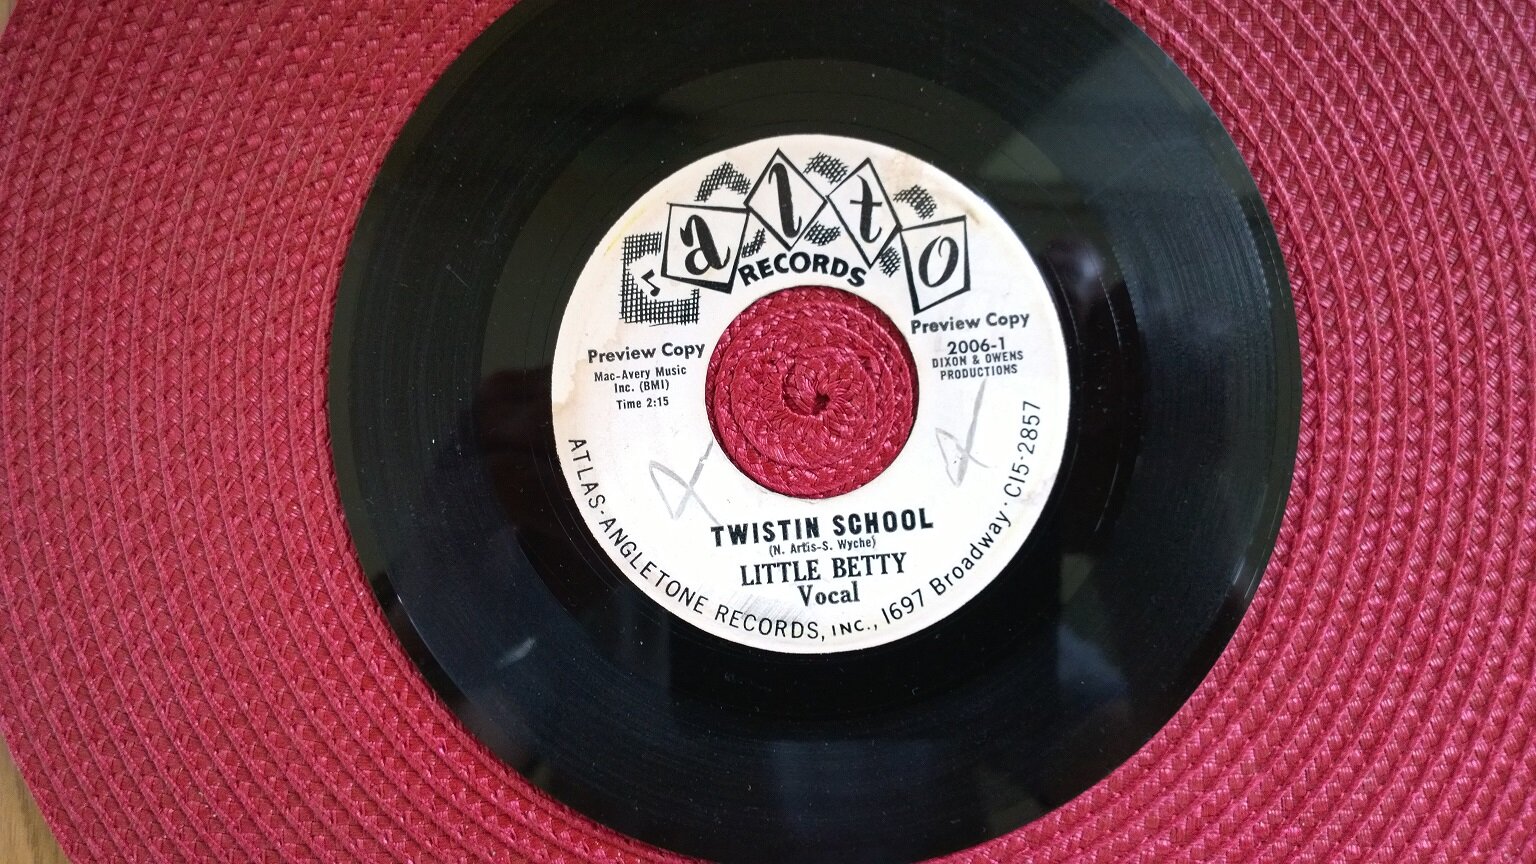 alto
RECORDS
Preview Copy
Mac-Avery Music
Inc. (BMI)
Time 2:15
Preview Copy
2006-1
DIXON & OWENS
PRODUCTIONS
TWISTIN SCHOOL
(N. Artis-S. Wyche)
LITTLE BETTY
Vocal
ATLAS-ANGLETONE RECORDS, INC., 1697 Broadway · CI5-2857